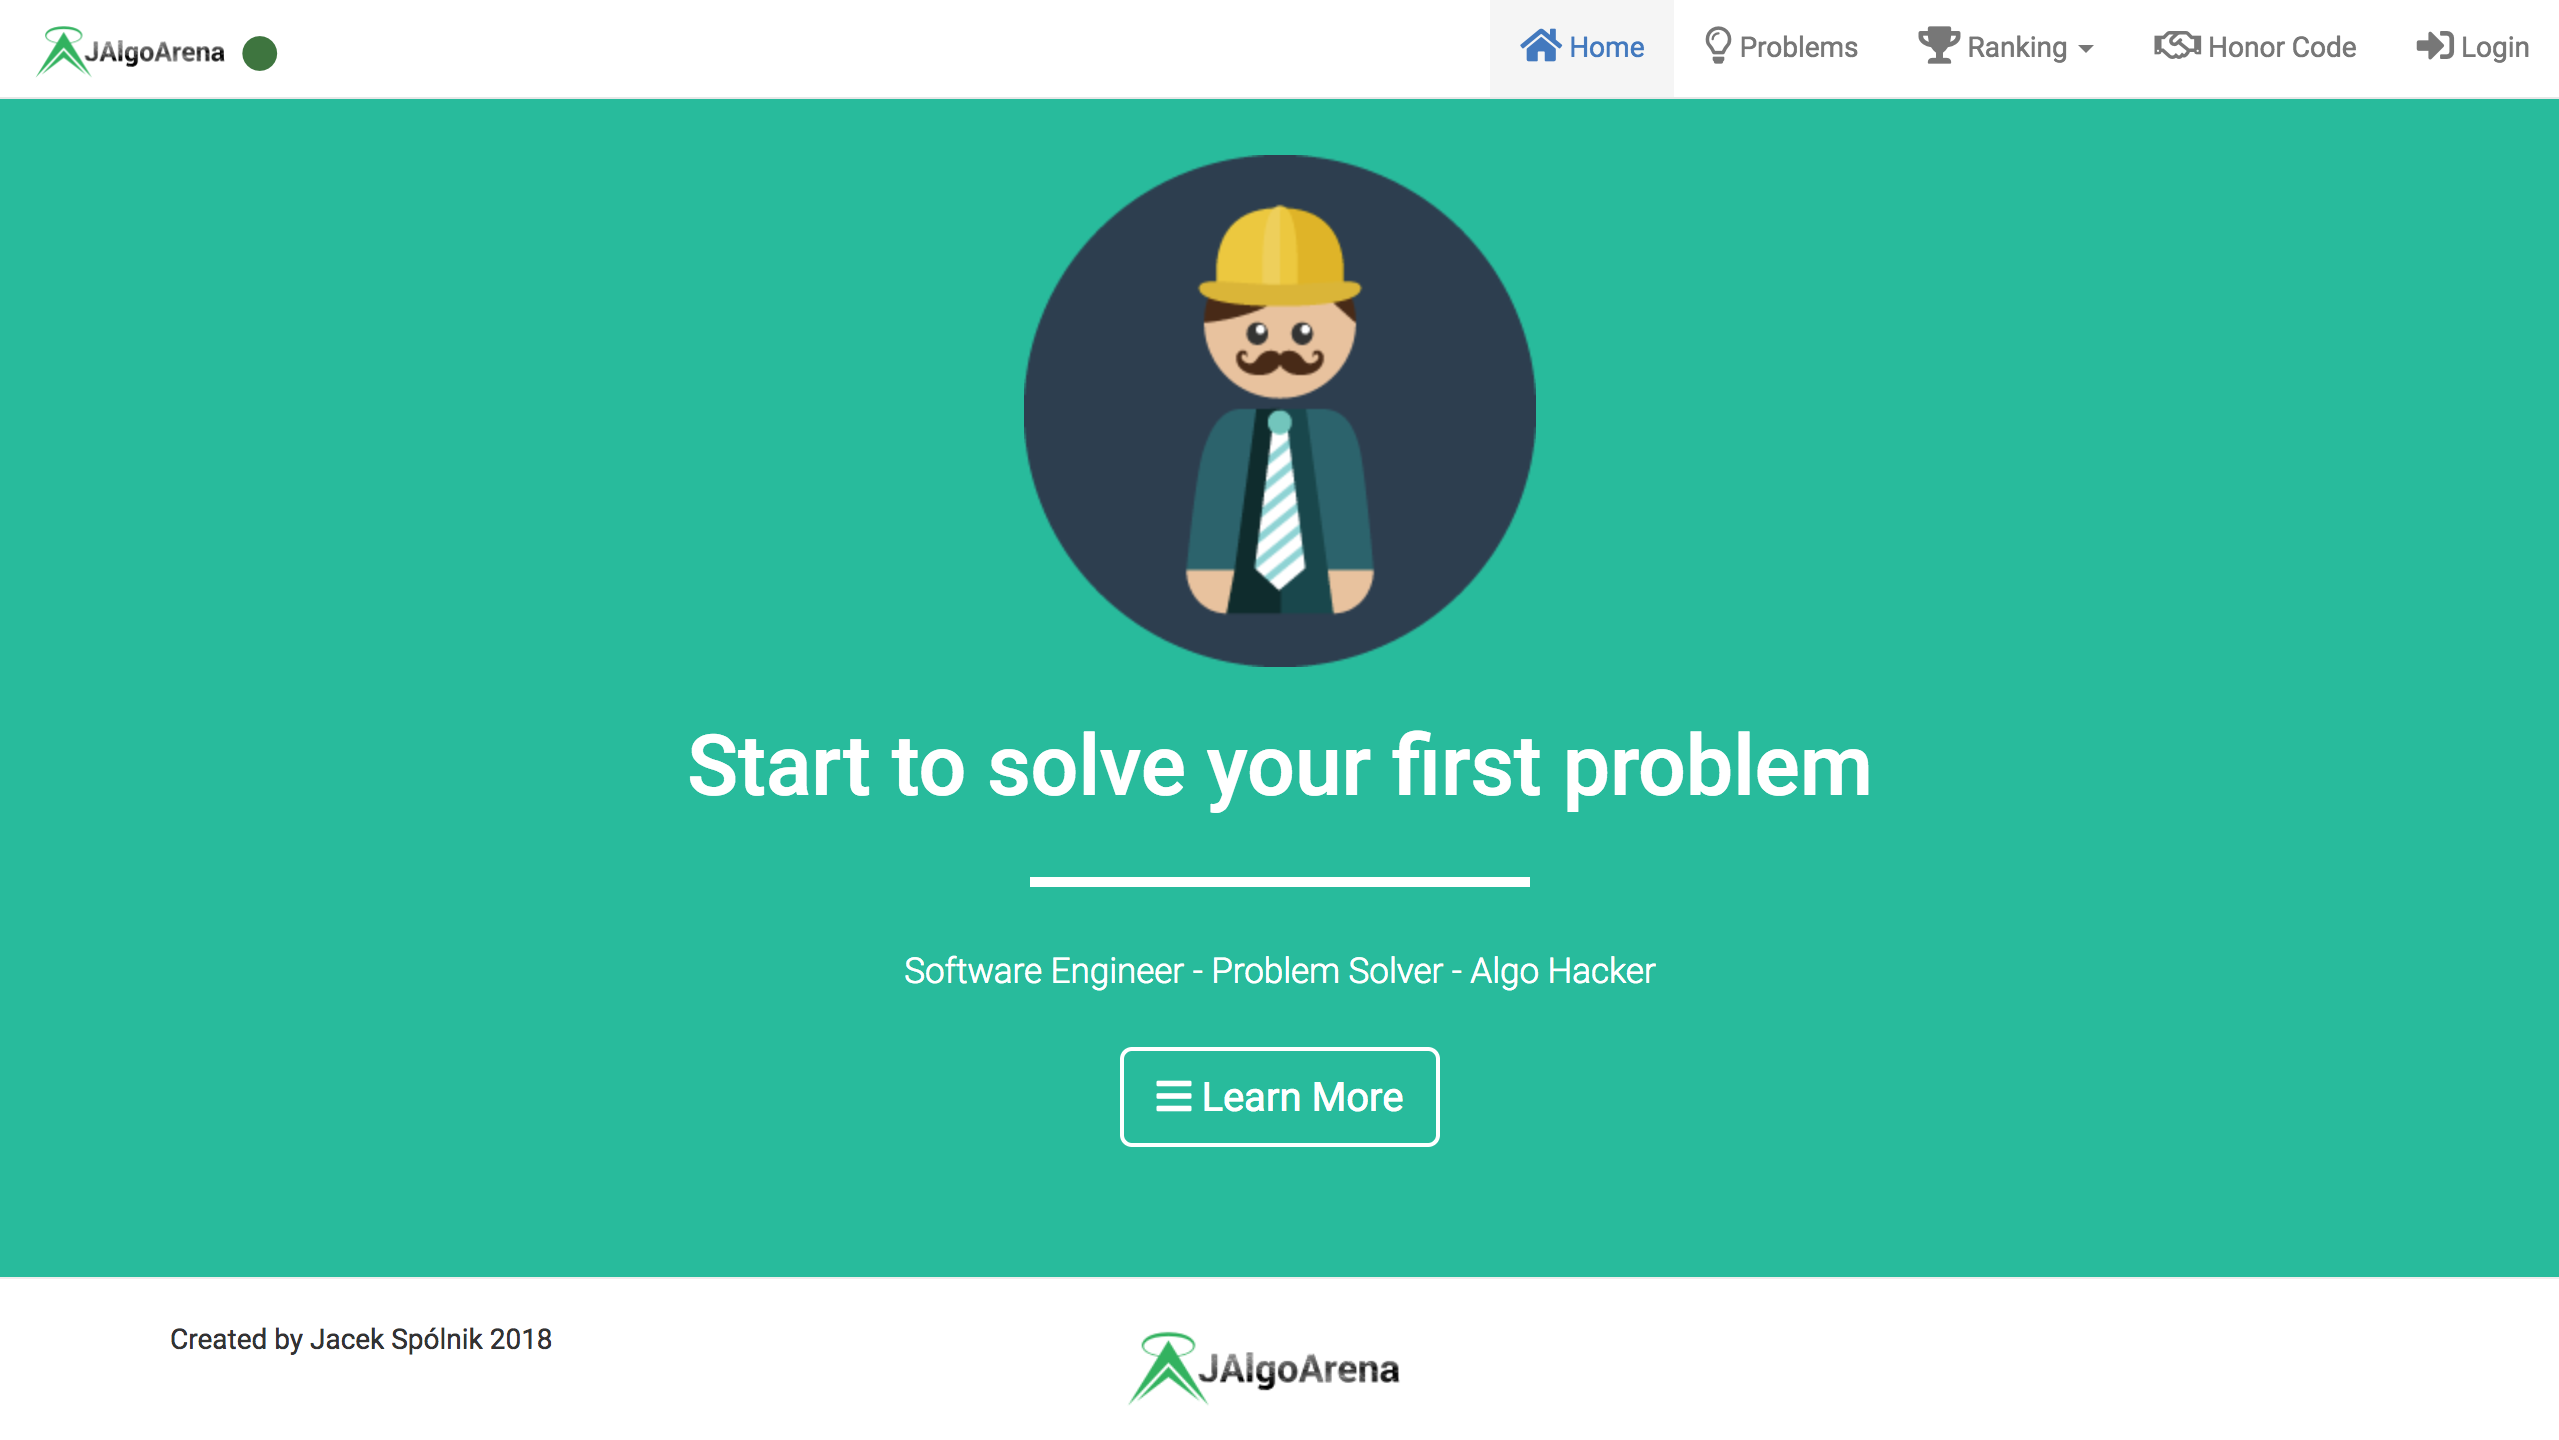 JAlgoArena
Home Problems Ranking Honor Code Login
Start to solve your first problem
Software Engineer - Problem Solver - Algo Hacker
Learn More
Created by Jacek Spólnik 2018
JAlgoArena